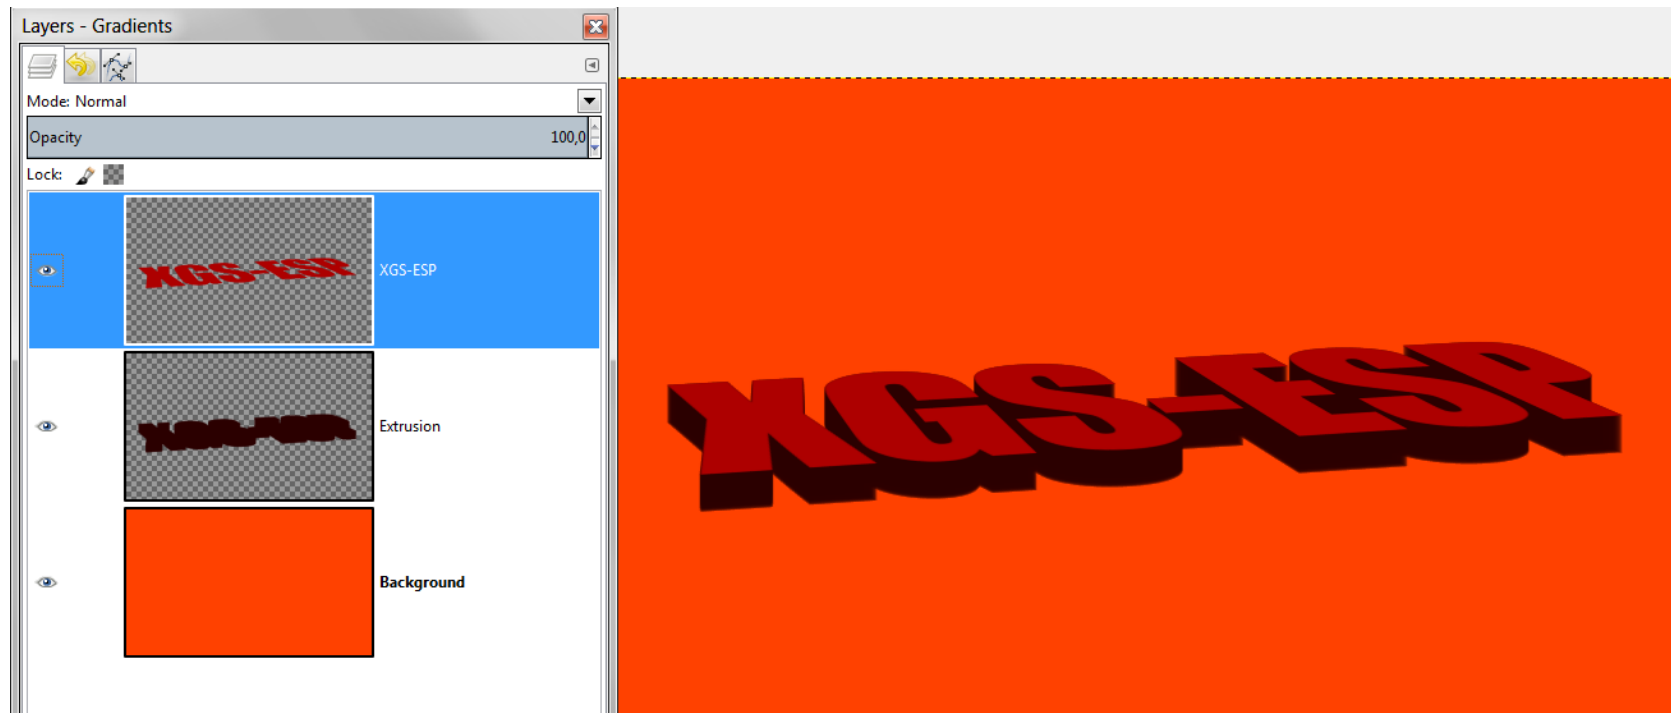 Layers - Gradients
Mode: Normal
Opacity 100,0
Lock:
XGS-ESP
XGS-ESP
Extrusion
Background
XGS-ESP